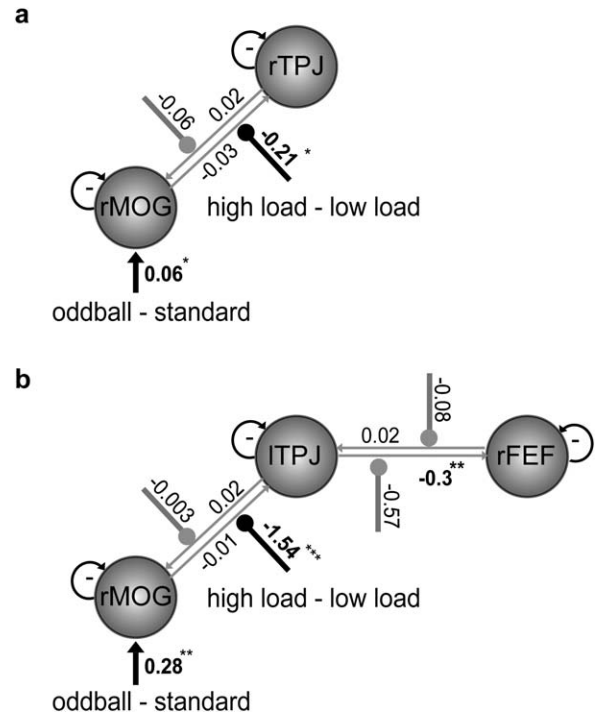 a
-
rTPJ
-0.06
0.02
-0.03
-0.21 *
-
rMOG
high load - low load
0.06*
oddball - standard
b
-0.08
-
lTPJ
0.02
rFEF
-
-0.3**
-0.57
-0.003
0.02
-0.01
-1.54 ***
-
rMOG
high load - low load
0.28**
oddball - standard